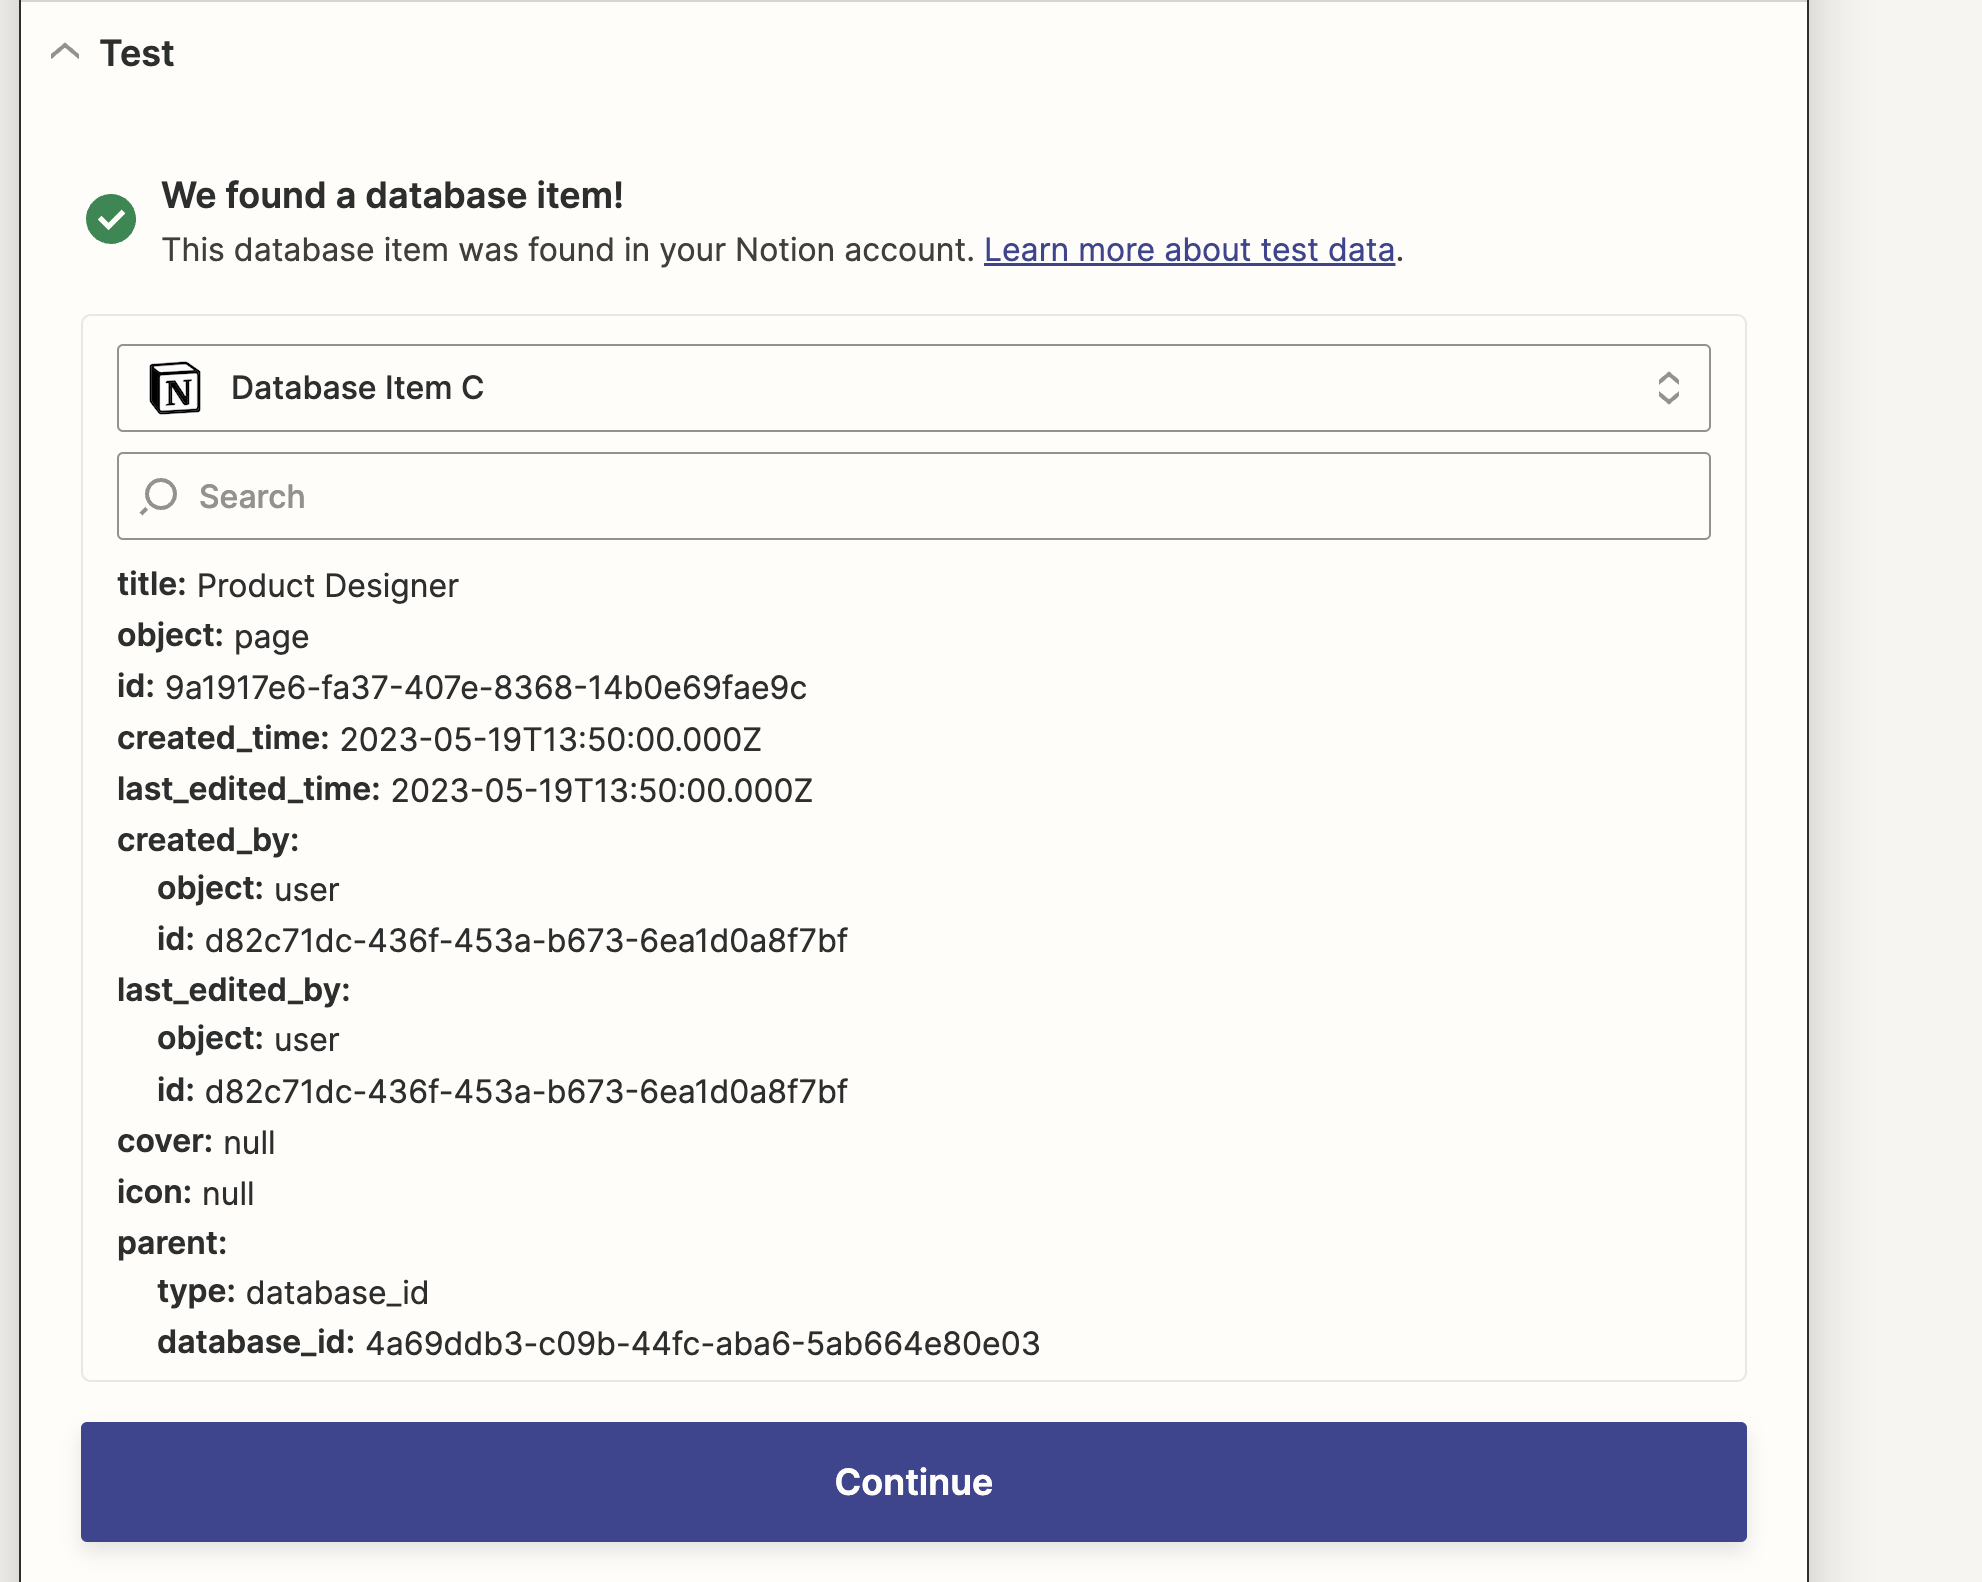 Test
We found a database item!
This database item was found in your Notion account. Learn more about test data.
N Database Item C
Search
title: Product Designer
object: page
id: 9a1917e6-fa37-407e-8368-14b0e69fae9c
created_time: 2023-05-19T13:50:00.000Z
last_edited_time: 2023-05-19T13:50:00.000Z
created_by:
object: user
id: d82c71dc-436f-453a-b673-6ea1d0a8f7bf
last_edited_by:
object: user
id: d82c71dc-436f-453a-b673-6ea1d0a8f7bf
cover: null
icon: null
parent:
type: database_id
database_id: 4a69ddb3-c09b-44fc-aba6-5ab664e80e03
Continue